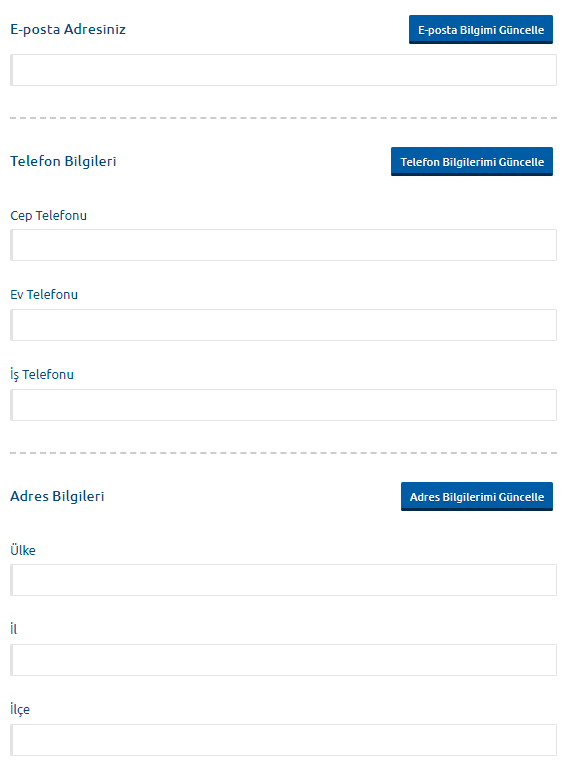 E-posta Adresiniz
E-posta Bilgimi Güncelle
Telefon Bilgileri
Telefon Bilgilerimi Güncelle
Cep Telefonu
Ev Telefonu
İş Telefonu
Adres Bilgileri
Adres Bilgilerimi Güncelle
Ülke
İl
İlçe